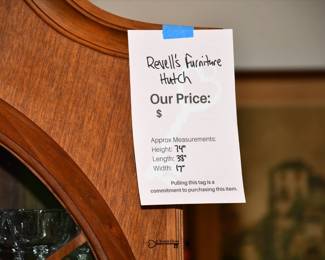 Revell's Furniture
Hutch
Our Price:
$
Approx Measurements:
Height: 74"
Length: 38"
Width: 17"
Pulling this tag is a
commitment to purchasing this item.